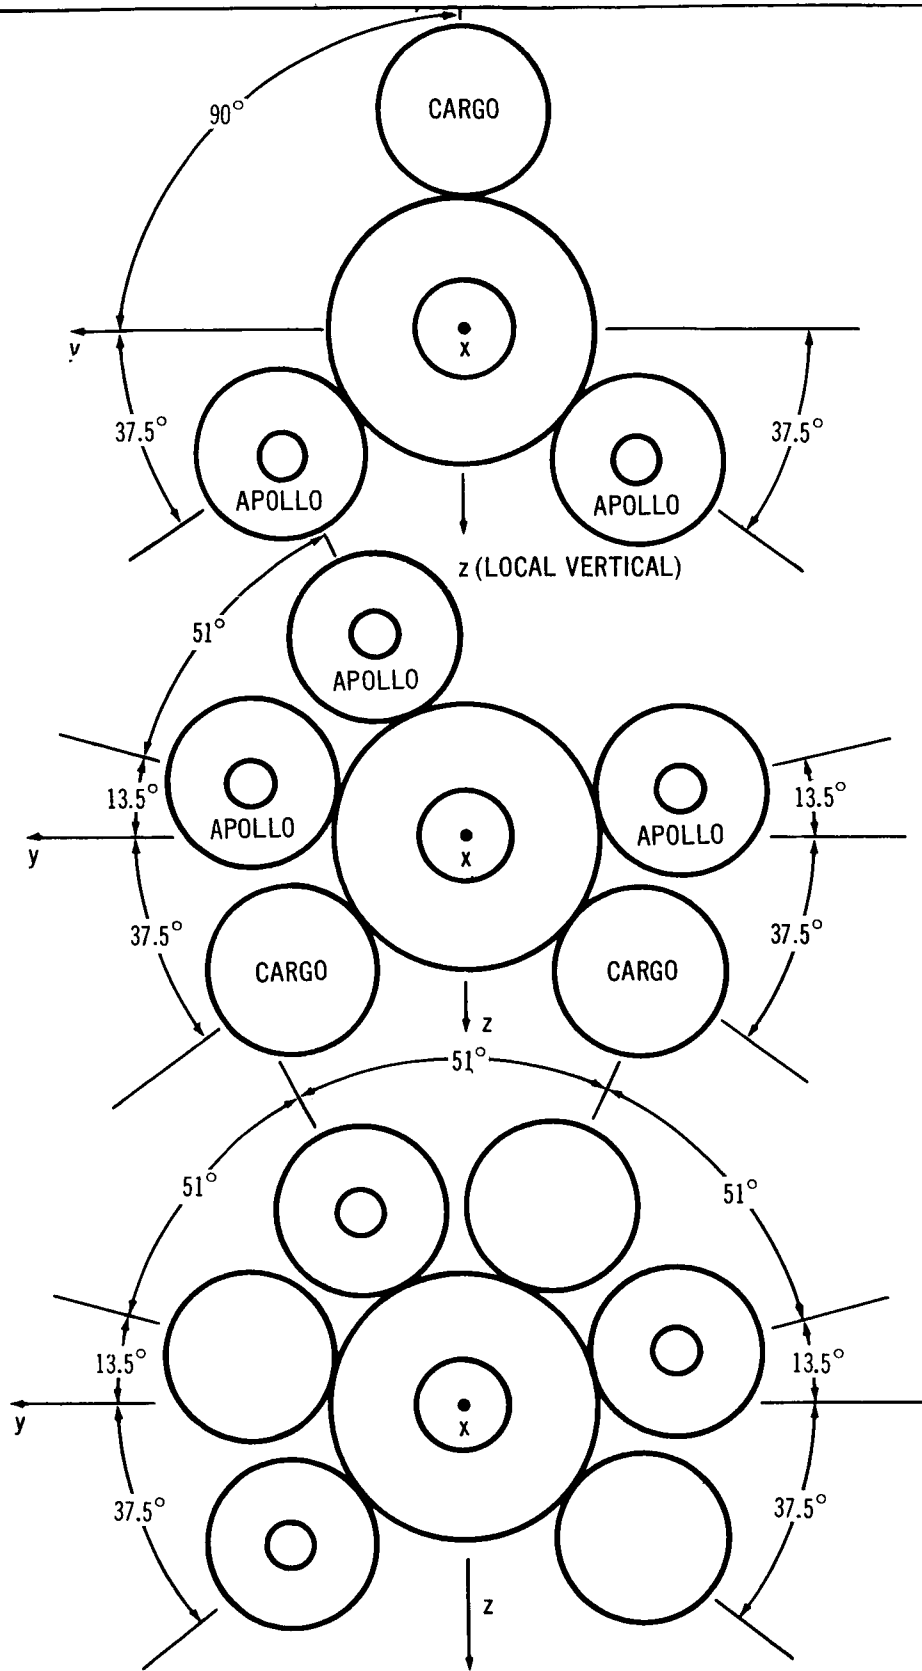 CARGO
90°
x
y
37.5°
37.5°
APOLLO
APOLLO
z (LOCAL VERTICAL)
51°
APOLLO
13.5°
13.5°
APOLLO
APOLLO
x
y
37.5°
37.5°
CARGO
CARGO
z
51°
51°
51°
13.5°
13.5°
y
x
37.5°
37.5°
z